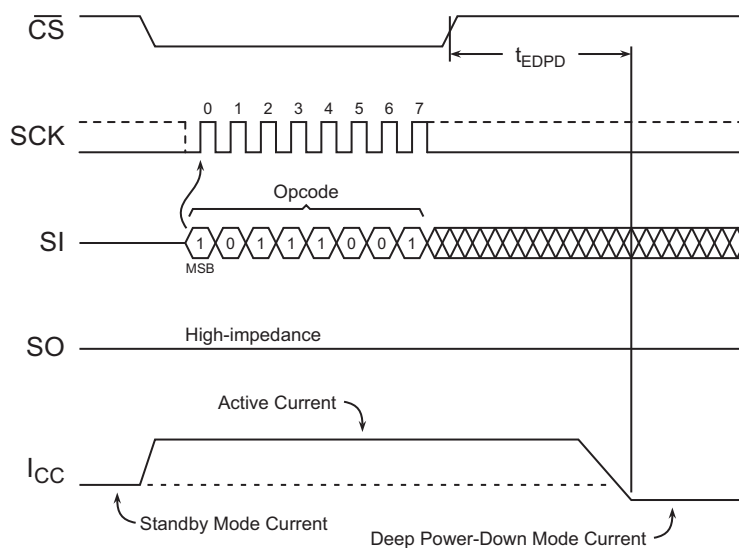 CS
tEDPD
0 1 2 3 4 5 6 7
SCK
Opcode
SI
1 0 1 1 1 0 0 1
MSB
High-impedance
SO
Active Current
ICC
Standby Mode Current
Deep Power-Down Mode Current